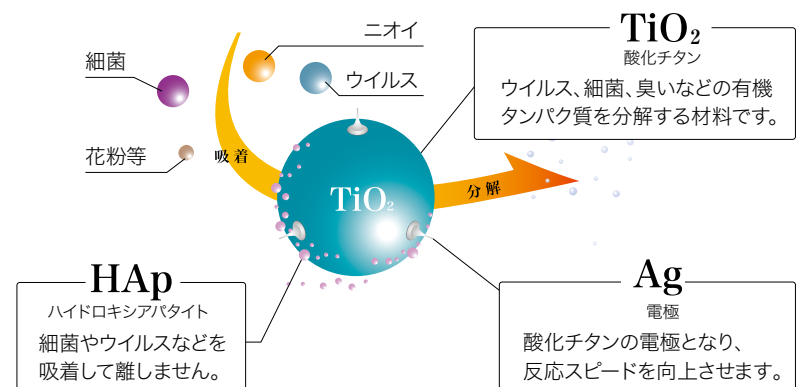 細菌
ニオイ
ウイルス
花粉等
吸着
TiO₂
分解
TiO₂
酸化チタン
ウイルス、細菌、臭いなどの有機
タンパク質を分解する材料です。
HAp
ハイドロキシアパタイト
細菌やウイルスなどを
吸着して離しません。
Ag
電極
酸化チタンの電極となり、
反応スピードを向上させます。